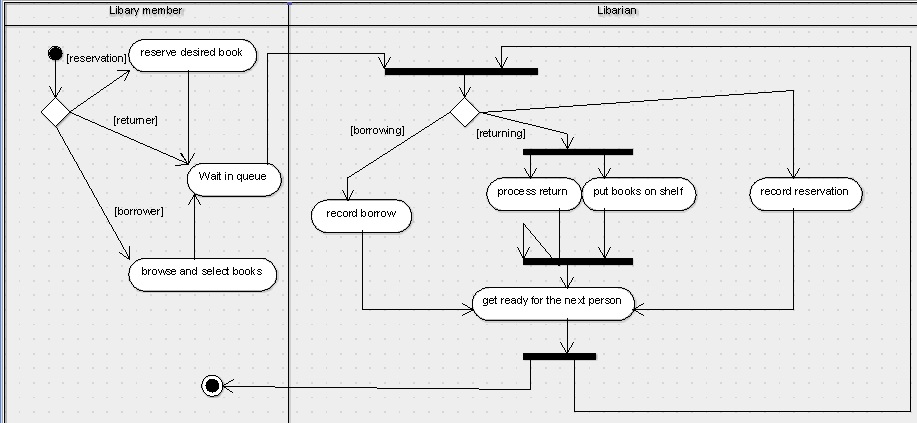 Libary member
Libarian
[reservation]
reserve desired book
[returner]
[borrowing]
[returning]
Wait in queue
process return
put books on shelf
record reservation
[borrower]
record borrow
browse and select books
get ready for the next person